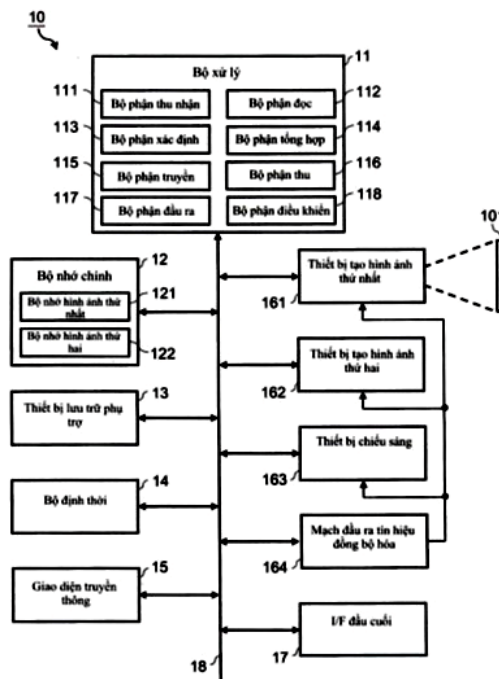 10
11
Bộ xử lý
111
Bộ phận thu nhận
Bộ phận đọc
112
113
Bộ phận xác định
Bộ phận tổng hợp
114
115
Bộ phận truyền
Bộ phận thu
116
117
Bộ phận đầu ra
Bộ phận điều khiển
118
12
Bộ nhớ chính
Bộ nhớ hình ảnh thứ
nhất
121
Bộ nhớ hình ảnh thứ
hai
122
13
Thiết bị lưu trữ phụ
trợ
14
Bộ định thời
15
Giao diện truyền
thông
101
Thiết bị tạo hình ảnh
thứ nhất
161
Thiết bị tạo hình ảnh
thứ hai
162
Thiết bị chiếu sáng
163
Mạch đầu ra tín hiệu
đồng bộ hóa
164
I/F đầu cuối
17
18